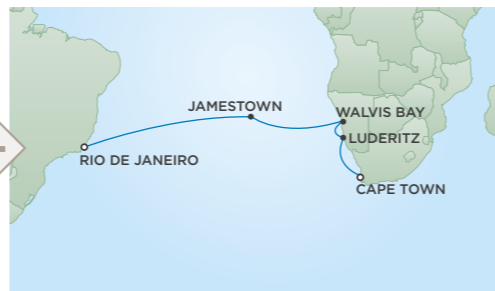 JAMESTOWN
WALVIS BAY
LUDERITZ
RIO DE JANEIRO
CAPE TOWN